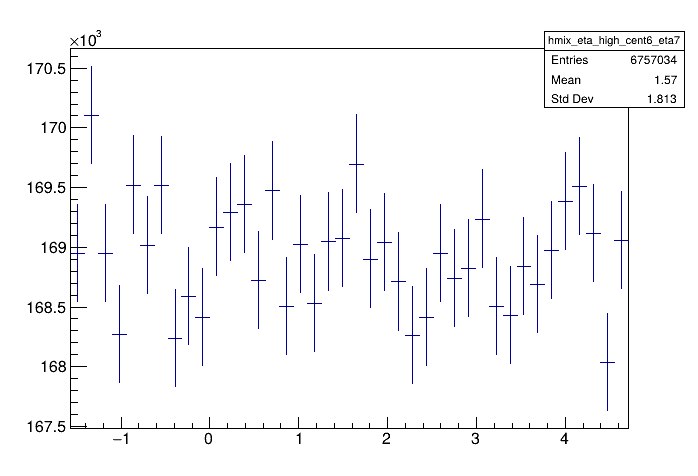 ×10³
hmix_eta_high_cent6_eta7
Entries 6757034
Mean 1.57
Std Dev 1.813
170.5
170
169.5
169
168.5
168
167.5
−1 0 1 2 3 4